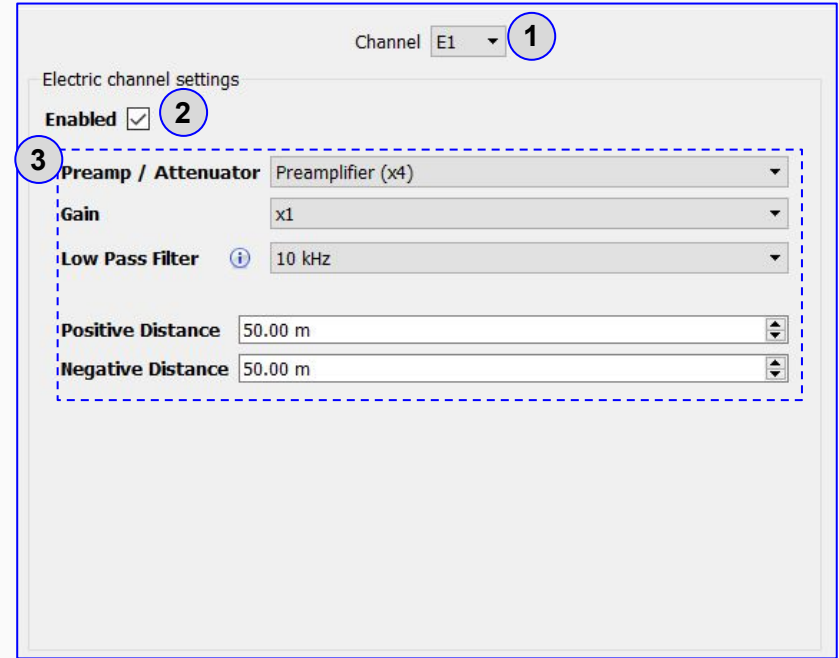 Channel E1 1
Electric channel settings
Enabled 2
3
Preamp / Attenuator Preamplifier (x4)
Gain x1
Low Pass Filter i 10 kHz
Positive Distance 50.00 m
Negative Distance 50.00 m